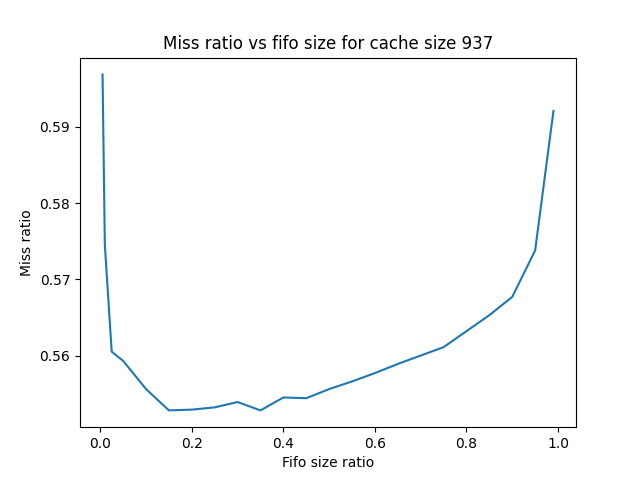 Miss ratio vs fifo size for cache size 937
Miss ratio
0.59
0.58
0.57
0.56
0.0 0.2 0.4 0.6 0.8 1.0
Fifo size ratio